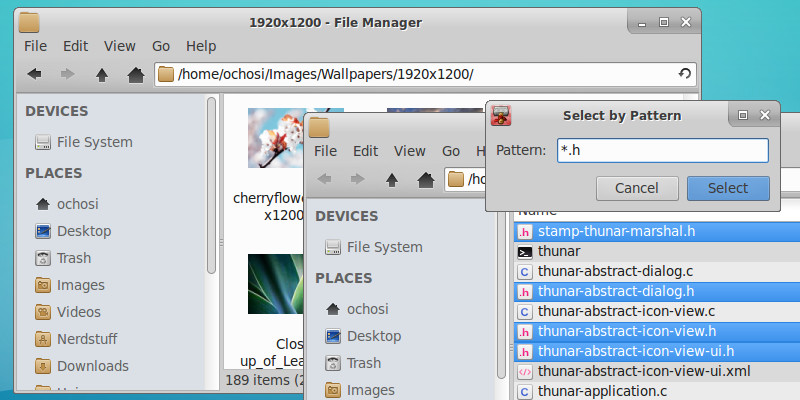 1920x1200 - File Manager
File Edit View Go Help
/home/ochosi/Images/Wallpapers/1920x1200/
DEVICES
File System
PLACES
ochosi
Desktop
Trash
Images
Videos
Nerdstuff
Downloads
cherryflowe
x1200
Clos
up_of_Lea
189 items (2
File Edit View Go
/ho
DEVICES
File System
PLACES
ochosi
Desktop
Trash
Images
Select by Pattern
Pattern: *.h
Cancel Select
Name
.h stamp-thunar-marshal.h
thunar
C thunar-abstract-dialog.c
.h thunar-abstract-dialog.h
C thunar-abstract-icon-view.c
.h thunar-abstract-icon-view.h
.h thunar-abstract-icon-view-ui.h
thunar-abstract-icon-view-ui.xml
C thunar-application.c